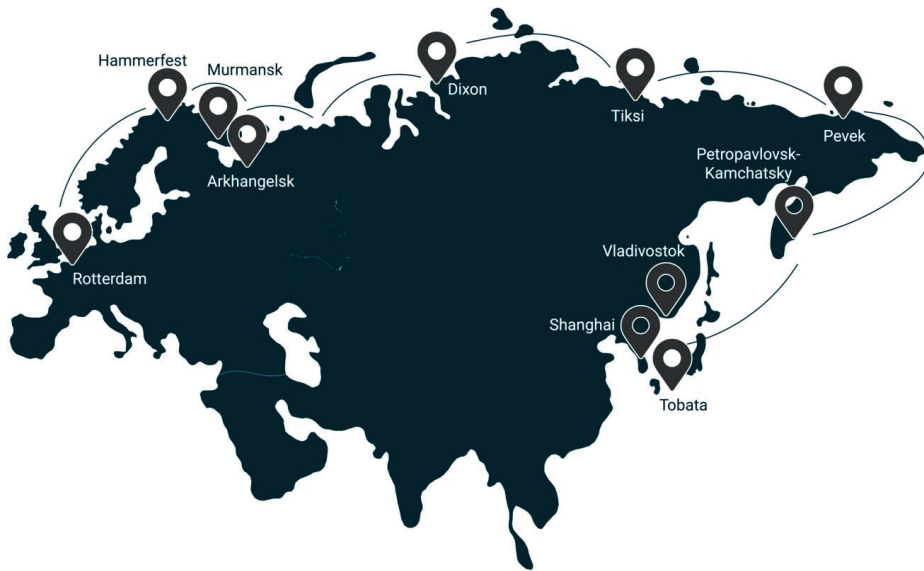 Hammerfest
Murmansk
Dixon
Tiksi
Pevek
Arkhangelsk
Petropavlovsk-
Kamchatsky
Rotterdam
Vladivostok
Shanghai
Tobata